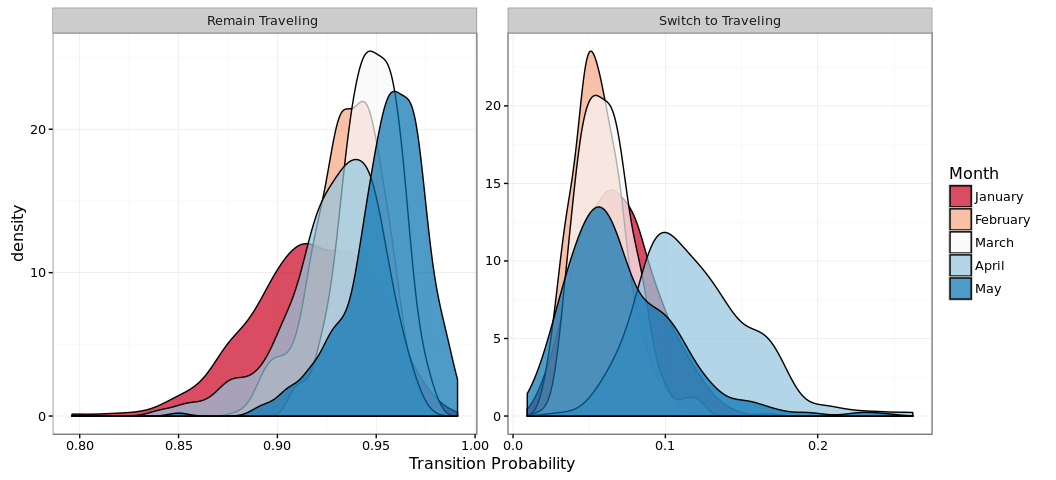 Remain Traveling
Switch to Traveling
density
20
10
0
20
15
10
5
0
0.80 0.85 0.90 0.95 1.00
0.0 0.1 0.2
Transition Probability
Month
January
February
March
April
May